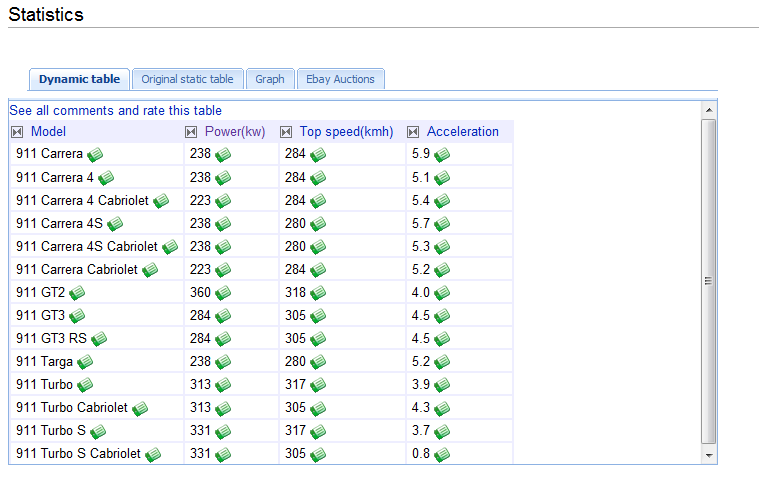 Statistics
Dynamic table Original static table Graph Ebay Auctions
See all comments and rate this table
Model Power(kw) Top speed(kmh) Acceleration
911 Carrera 238 284 5.9
911 Carrera 4 238 284 5.1
911 Carrera 4 Cabriolet 223 284 5.4
911 Carrera 4S 238 280 5.7
911 Carrera 4S Cabriolet 238 280 5.3
911 Carrera Cabriolet 223 284 5.2
911 GT2 360 318 4.0
911 GT3 284 305 4.5
911 GT3 RS 284 305 4.5
911 Targa 238 280 5.2
911 Turbo 313 317 3.9
911 Turbo Cabriolet 313 305 4.3
911 Turbo S 331 317 3.7
911 Turbo S Cabriolet 331 305 0.8